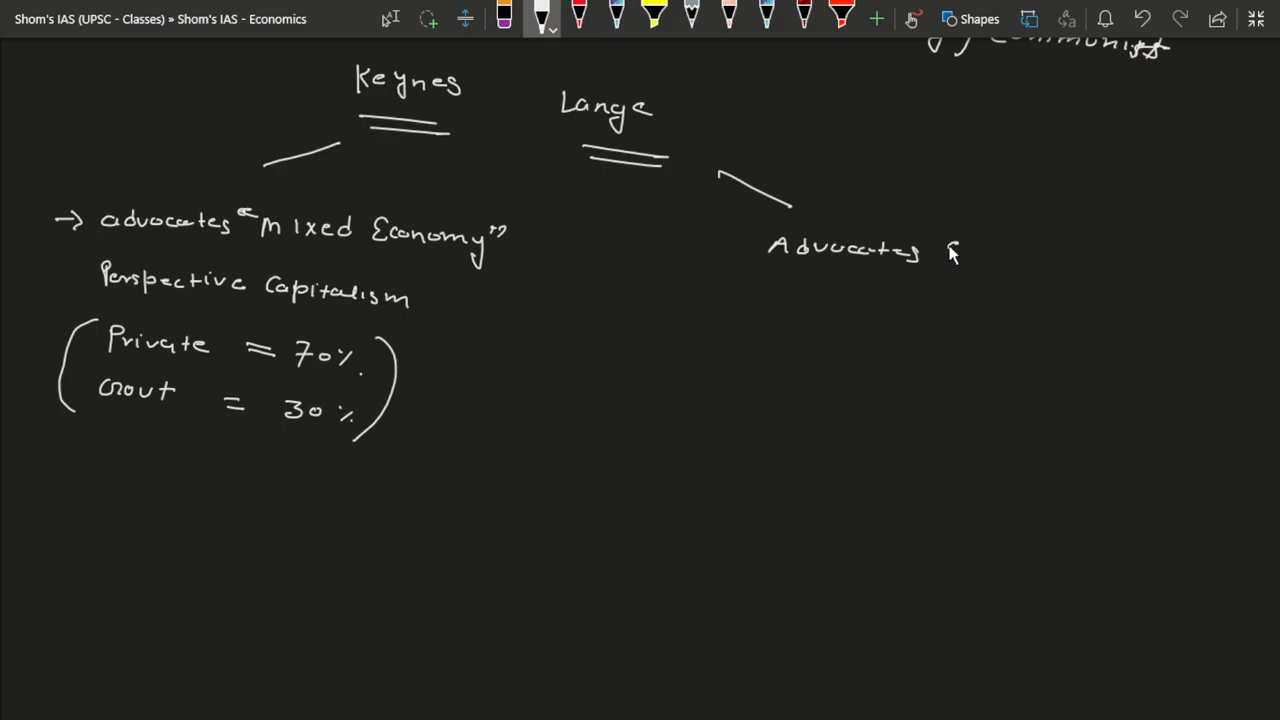 Shom's IAS (UPSC - Classes) » Shom's IAS - Economics
Shapes
Keynes
Lange
→ advocates "Mixed Economy"
Perspective Capitalism
Private = 70%.
Govt = 30%
Advocates